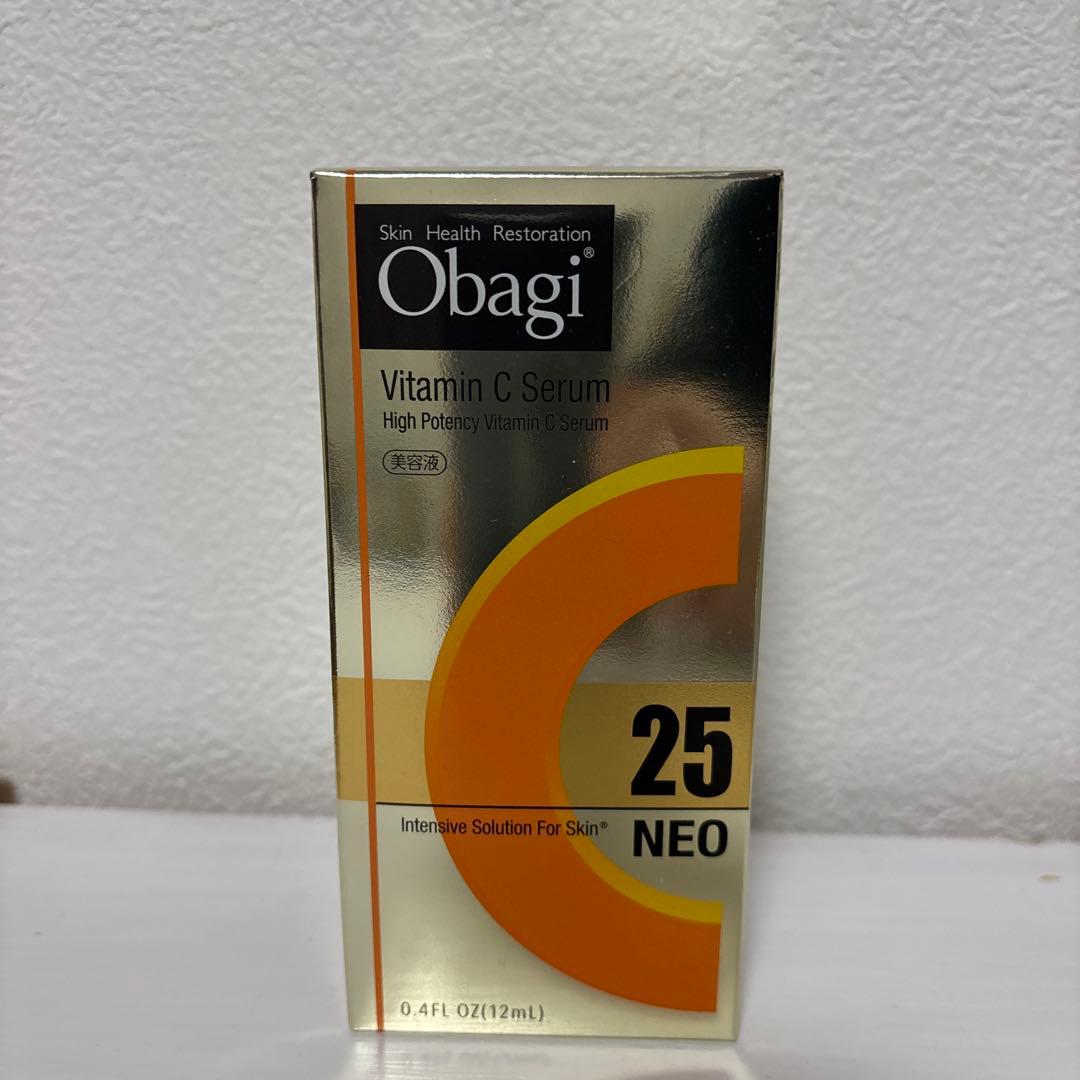 Skin Health Restoration
Obagi®
Vitamin C Serum
High Potency Vitamin C Serum
美容液
25
Intensive Solution For Skin®
NEO
0.4FL OZ(12mL)